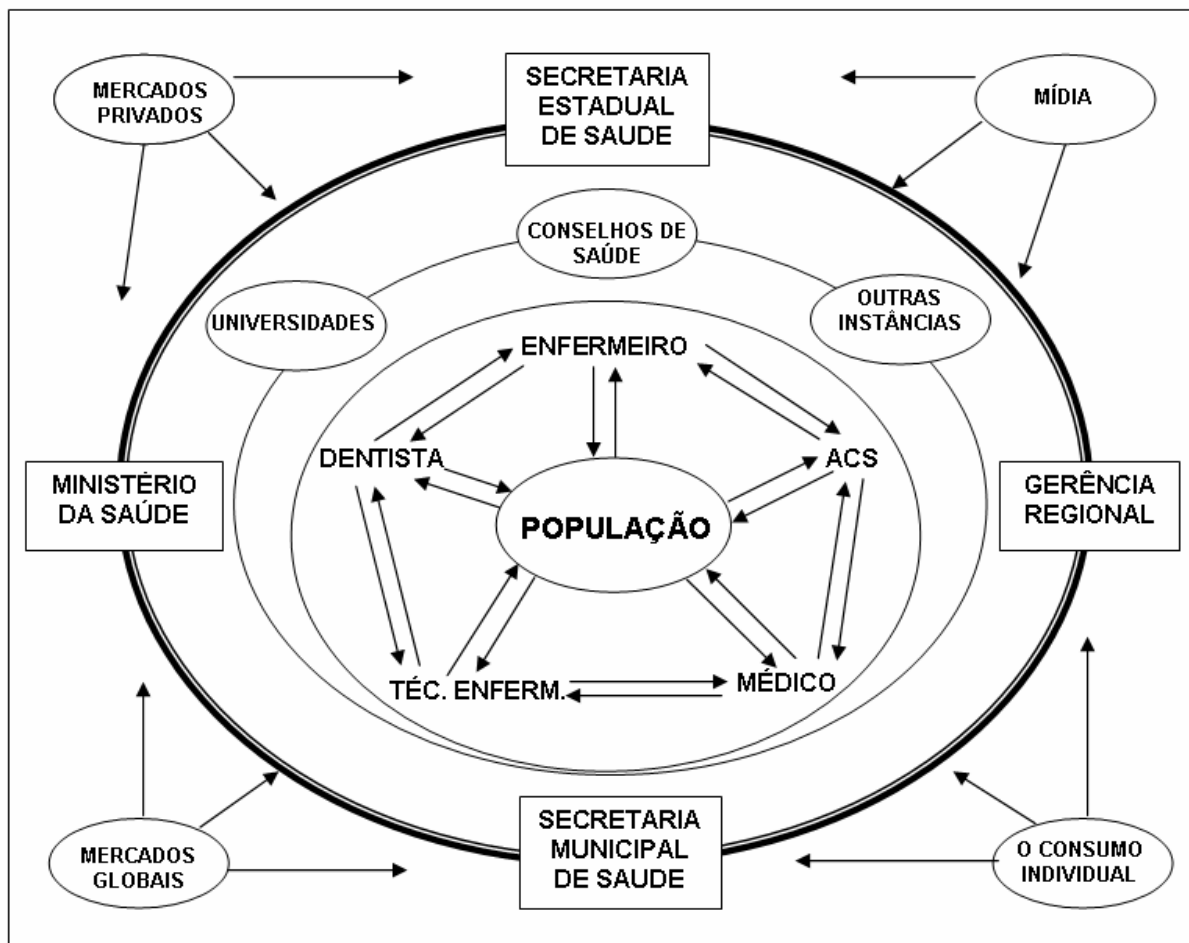 MERCADOS
PRIVADOS
SECRETARIA
ESTADUAL
DE SAUDE
MÍDIA
CONSELHOS DE
SAÚDE
UNIVERSIDADES
OUTRAS
INSTÂNCIAS
ENFERMEIRO
DENTISTA
ACS
MINISTÉRIO
DA SAÚDE
POPULAÇÃO
GERÊNCIA
REGIONAL
TÉC. ENFERM.
MÉDICO
MERCADOS
GLOBAIS
SECRETARIA
MUNICIPAL
DE SAUDE
O CONSUMO
INDIVIDUAL